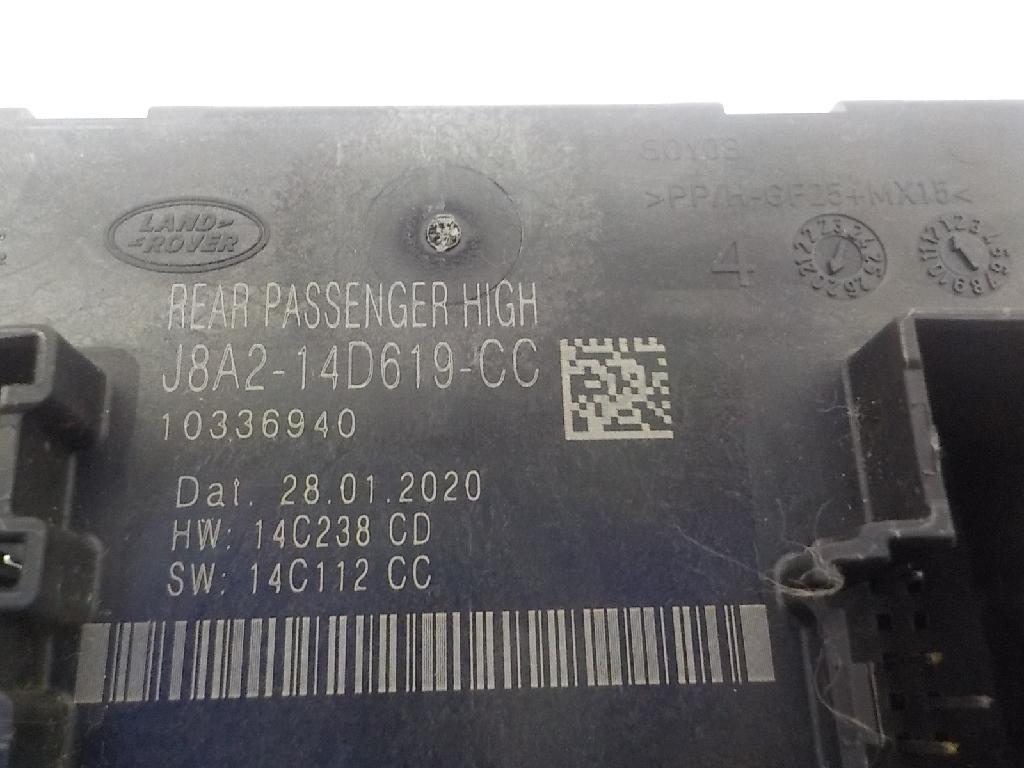 60Y08
>PP/H-GF25+MX15<
LAND
ROVER
4
REAR PASSENGER HIGH
J8A2-14D619-CC
10336940
Dat. 28.01.2020
HW: 14C238 CD
SW: 14C112 CC